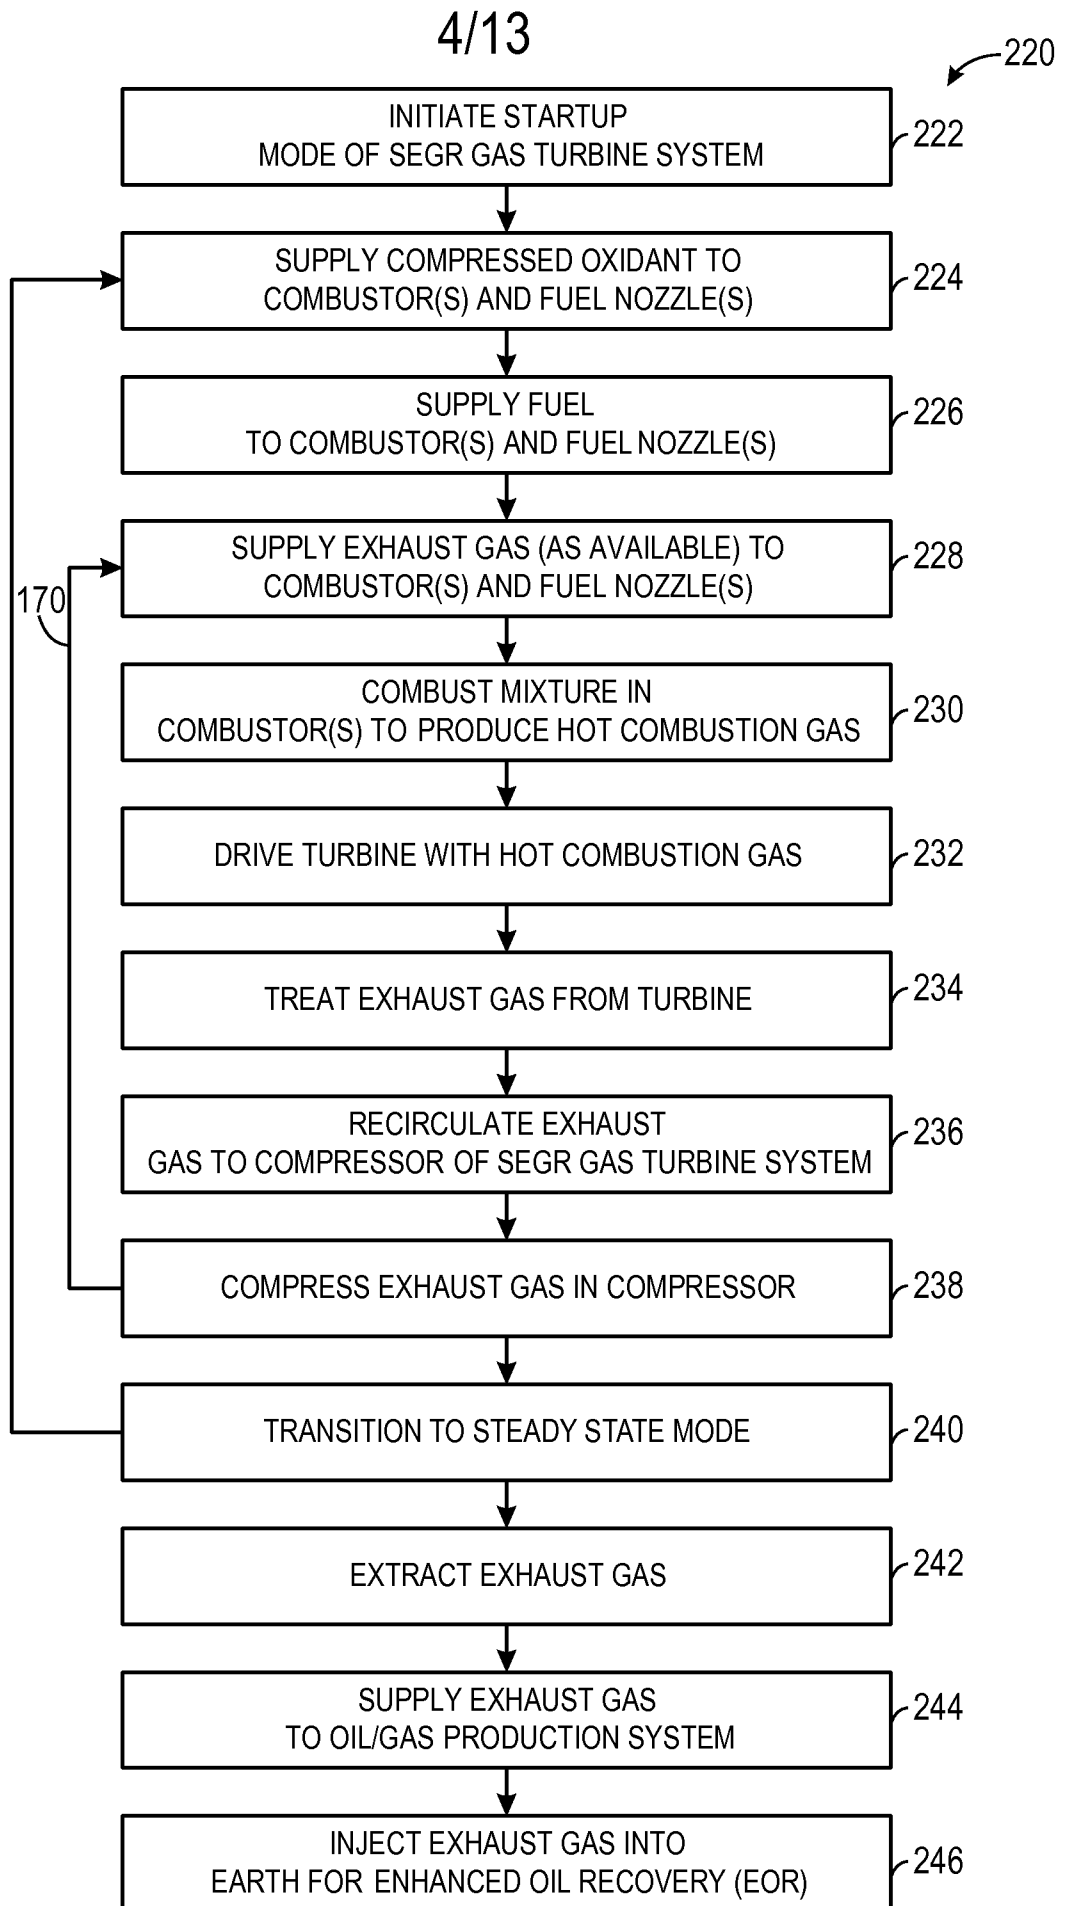 4/13
220
INITIATE STARTUP
MODE OF SEGR GAS TURBINE SYSTEM
222
SUPPLY COMPRESSED OXIDANT TO
COMBUSTOR(S) AND FUEL NOZZLE(S)
224
SUPPLY FUEL
TO COMBUSTOR(S) AND FUEL NOZZLE(S)
226
SUPPLY EXHAUST GAS (AS AVAILABLE) TO
COMBUSTOR(S) AND FUEL NOZZLE(S)
228
170
COMBUST MIXTURE IN
COMBUSTOR(S) TO PRODUCE HOT COMBUSTION GAS
230
DRIVE TURBINE WITH HOT COMBUSTION GAS
232
TREAT EXHAUST GAS FROM TURBINE
234
RECIRCULATE EXHAUST
GAS TO COMPRESSOR OF SEGR GAS TURBINE SYSTEM
236
COMPRESS EXHAUST GAS IN COMPRESSOR
238
TRANSITION TO STEADY STATE MODE
240
EXTRACT EXHAUST GAS
242
SUPPLY EXHAUST GAS
TO OIL/GAS PRODUCTION SYSTEM
244
INJECT EXHAUST GAS INTO
EARTH FOR ENHANCED OIL RECOVERY (EOR)
246